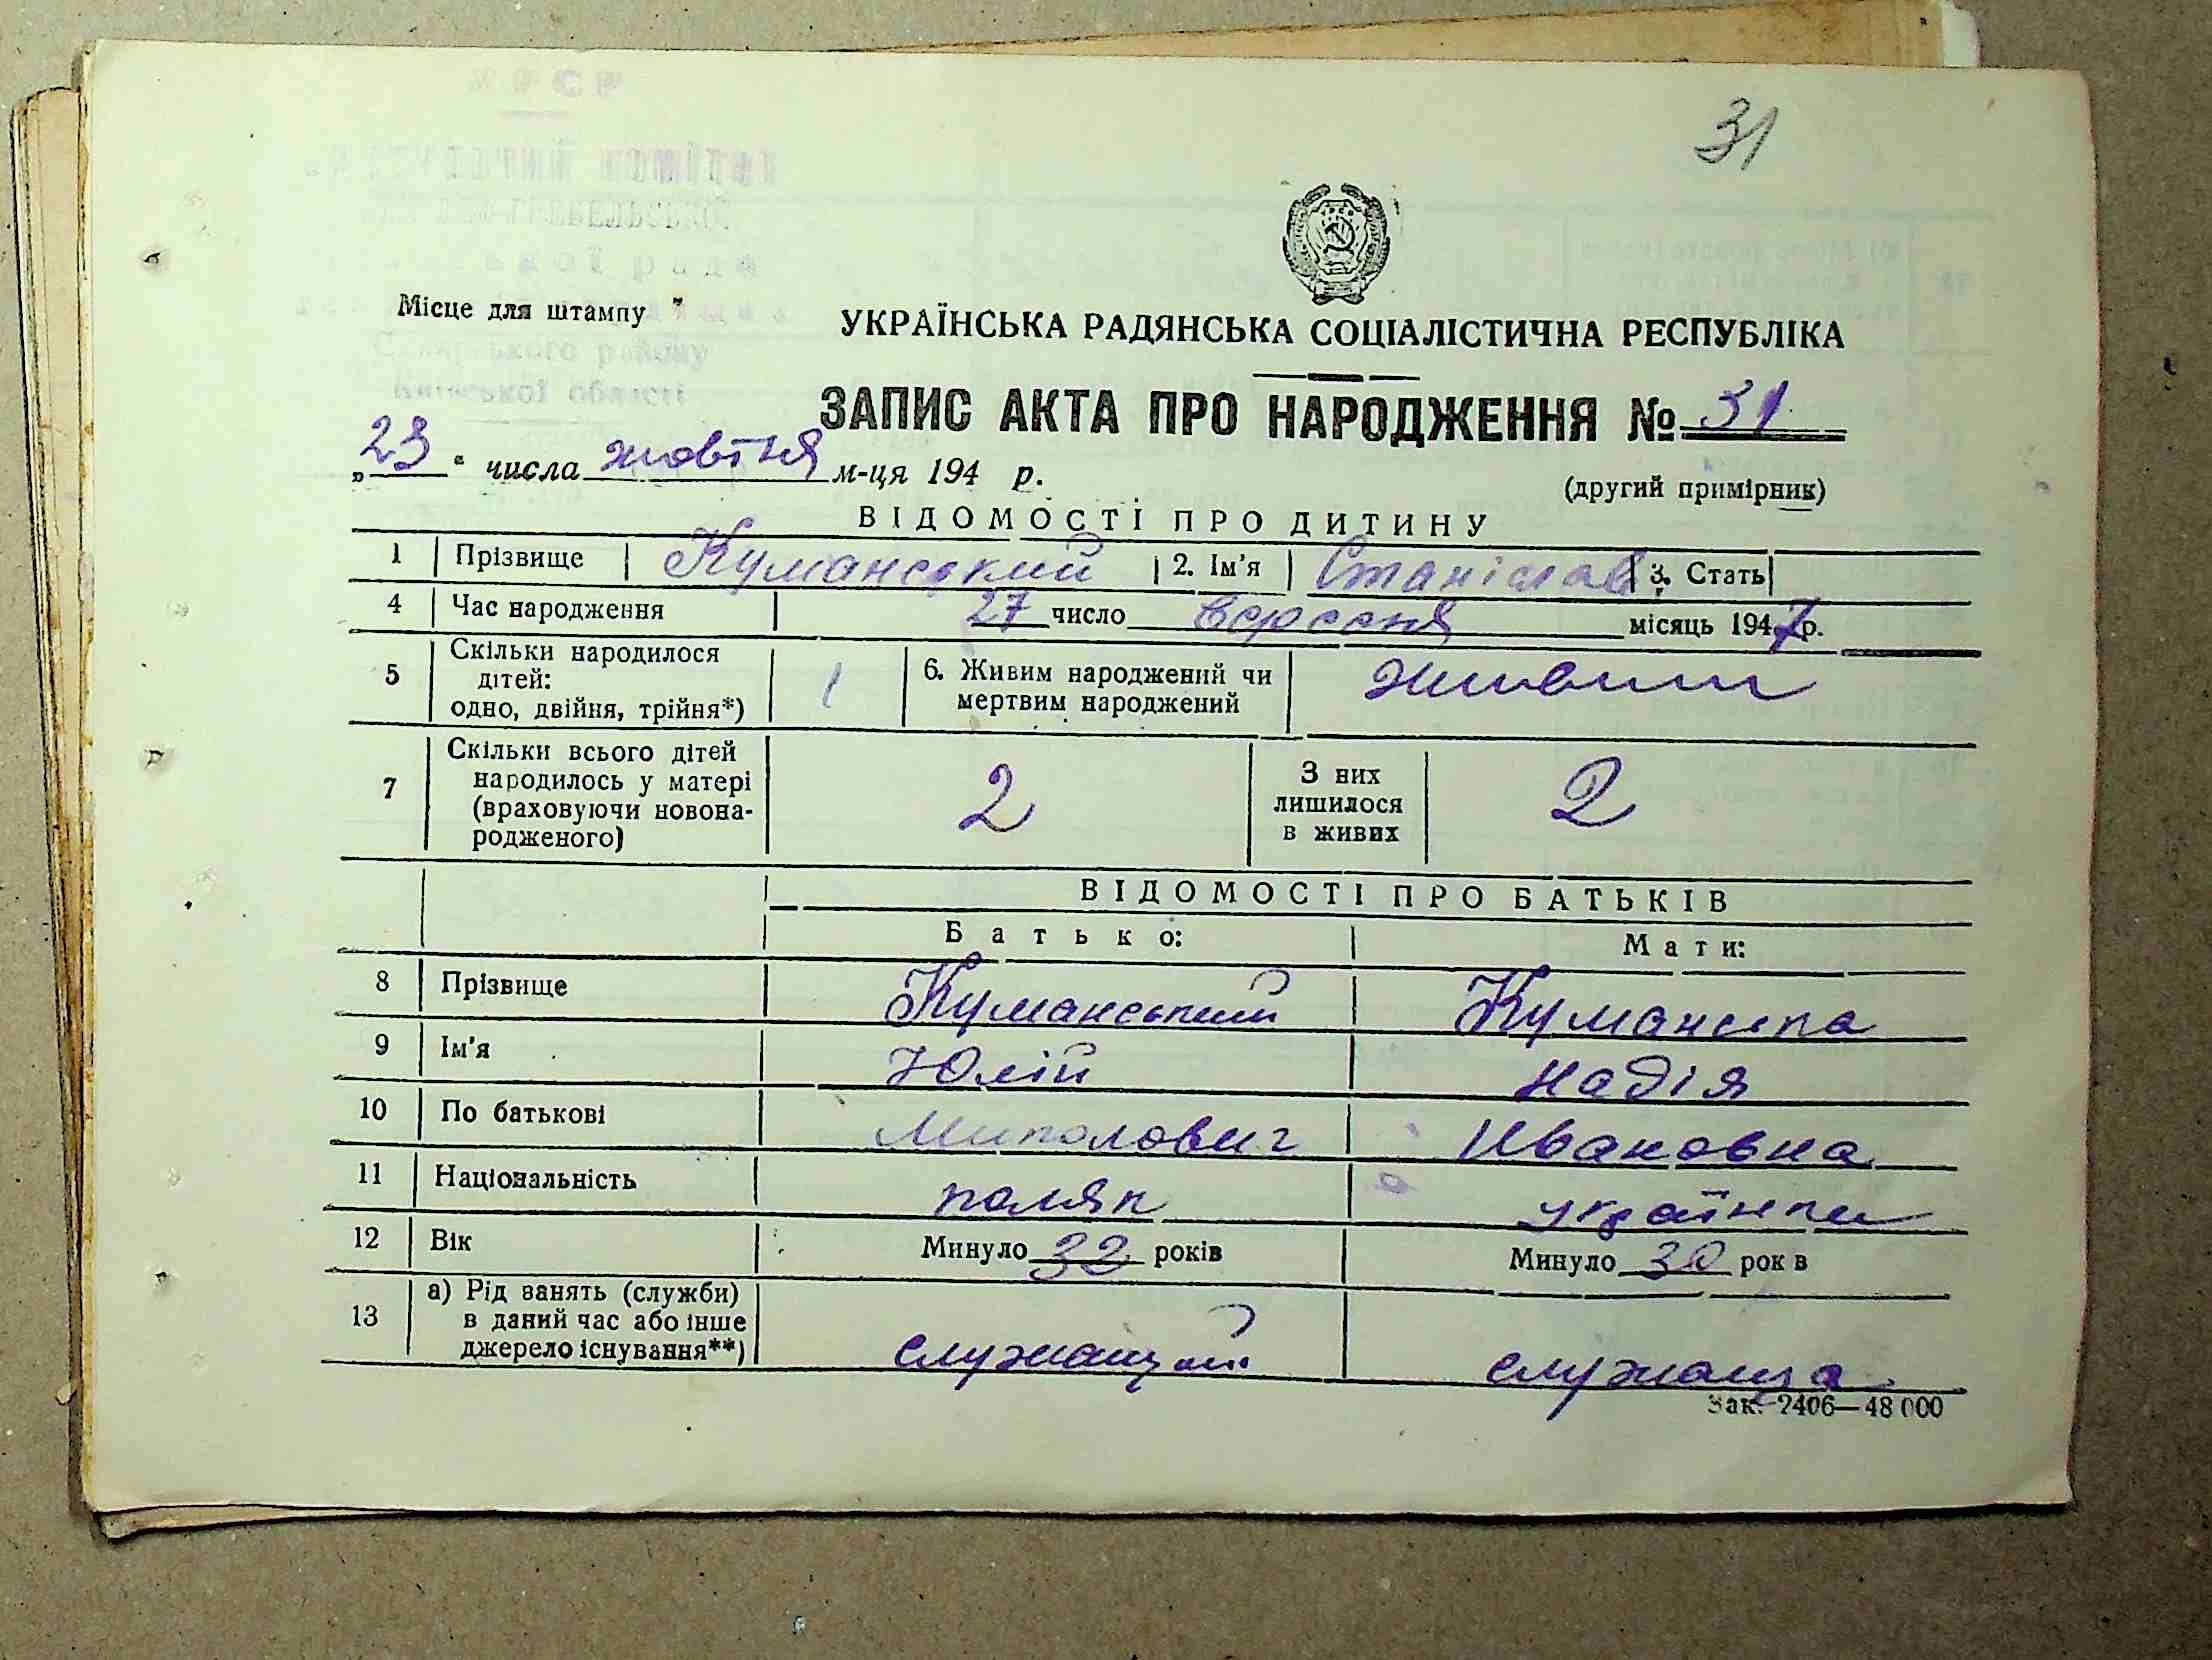 31
Місце для штампу
УКРАЇНСЬКА РАДЯНСЬКА СОЦІАЛІСТИЧНА РЕСПУБЛІКА
ЗАПИС АКТА ПРО НАРОДЖЕННЯ № 31
„23" числа жовтня м-ця 194 р.
(другий примірник)
ВІДОМОСТІ ПРО ДИТИНУ
1 Прізвище Куманський 2. Ім'я Станіслав 3. Стать
4 Час народження 27 число вересня місяць 1947 р.
5 Скільки народилося дітей: одно, двійня, трійня*) 1 6. Живим народжений чи мертвим народжений живим
7 Скільки всього дітей народилось у матері (враховуючи новонародженого) 2 З них лишилося в живих 2
ВІДОМОСТІ ПРО БАТЬКІВ
Батько: Мати:
8 Прізвище Куманський Куманська
9 Ім'я Юлій Надія
10 По батькові Ивановна
11 Національність поляк українка
12 Вік Минуло 32 років Минуло 30 рок в
13 а) Рід занять (служби) в даний час або інше джерело існування**) служащий служаща
Зак. 2406—48 000